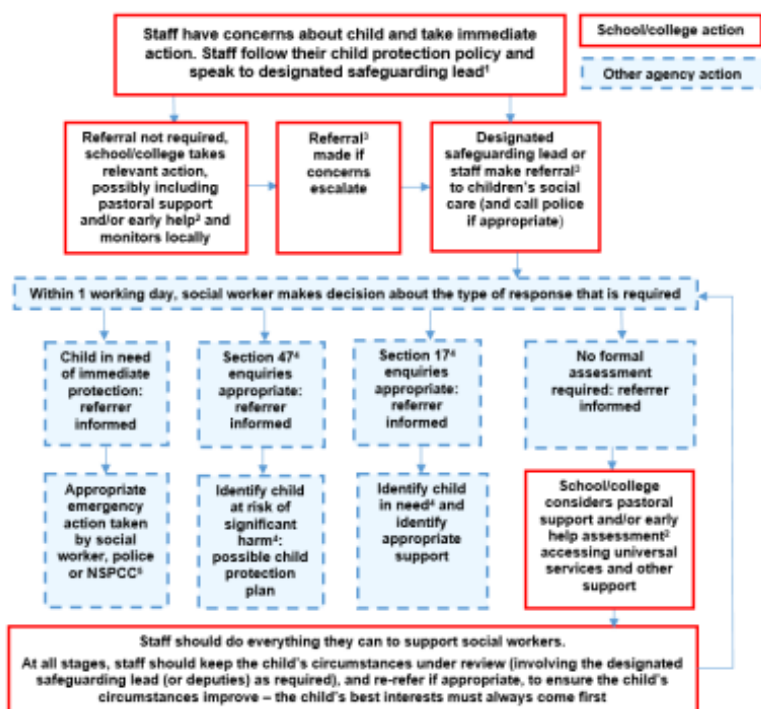 Staff have concerns about child and take immediate
action. Staff follow their child protection policy and
speak to designated safeguarding lead¹
School/college action
Other agency action
Referral not required,
school/college takes
relevant action,
possibly including
pastoral support
and/or early help² and
monitors locally
Referral³
made if
concerns
escalate
Designated
safeguarding lead or
staff make referral³
to children's social
care (and call police
if appropriate)
Within 1 working day, social worker makes decision about the type of response that is required
Child in need
of immediate
protection:
referrer
informed
Section 47⁴
enquiries
appropriate:
referrer
informed
Section 17⁴
enquiries
appropriate:
referrer
informed
No formal
assessment
required: referrer
informed
Appropriate
emergency
action taken
by social
worker, police
or NSPCC⁵
Identify child
at risk of
significant
harm⁴:
possible child
protection
plan
Identify child
in need⁴ and
identify
appropriate
support
School/college
considers pastoral
support and/or early
help assessment²
accessing universal
services and other
support
Staff should do everything they can to support social workers.
At all stages, staff should keep the child's circumstances under review (involving the designated
safeguarding lead (or deputies) as required), and re-refer if appropriate, to ensure the child's
circumstances improve – the child's best interests must always come first